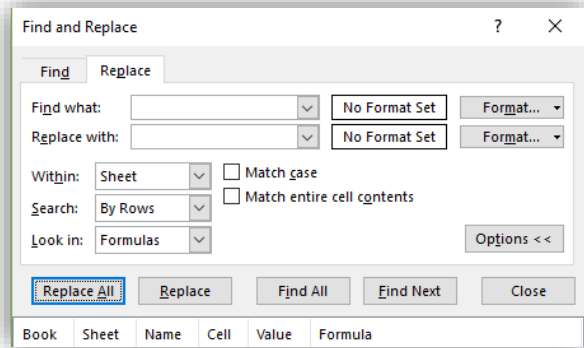 Find and Replace ? ×
Find Replace
Find what: No Format Set Format...
Replace with: No Format Set Format...
Within: Sheet Match case
Match entire cell contents
Search: By Rows
Look in: Formulas Options <<
Replace All Replace Find All Find Next Close
Book Sheet Name Cell Value Formula